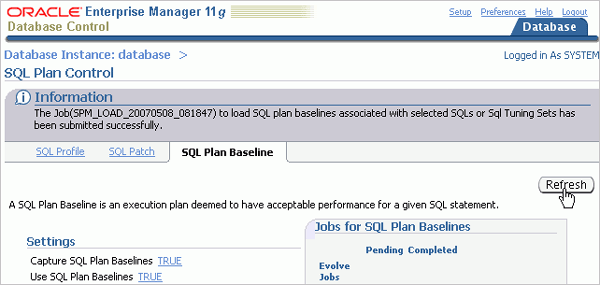 ORACLE Enterprise Manager 11g
Database Control
Setup Preferences Help Logout
Database
Database Instance: database >
Logged in As SYSTEM
SQL Plan Control
Information
The Job(SPM_LOAD_20070508_081847) to load SQL plan baselines associated with selected SQLs or Sql Tuning Sets has
been submitted successfully.
SQL Profile SQL Patch SQL Plan Baseline
Refresh
A SQL Plan Baseline is an execution plan deemed to have acceptable performance for a given SQL statement.
Settings
Capture SQL Plan Baselines TRUE
Use SQL Plan Baselines TRUE
Jobs for SQL Plan Baselines
Pending Completed
Evolve
Jobs